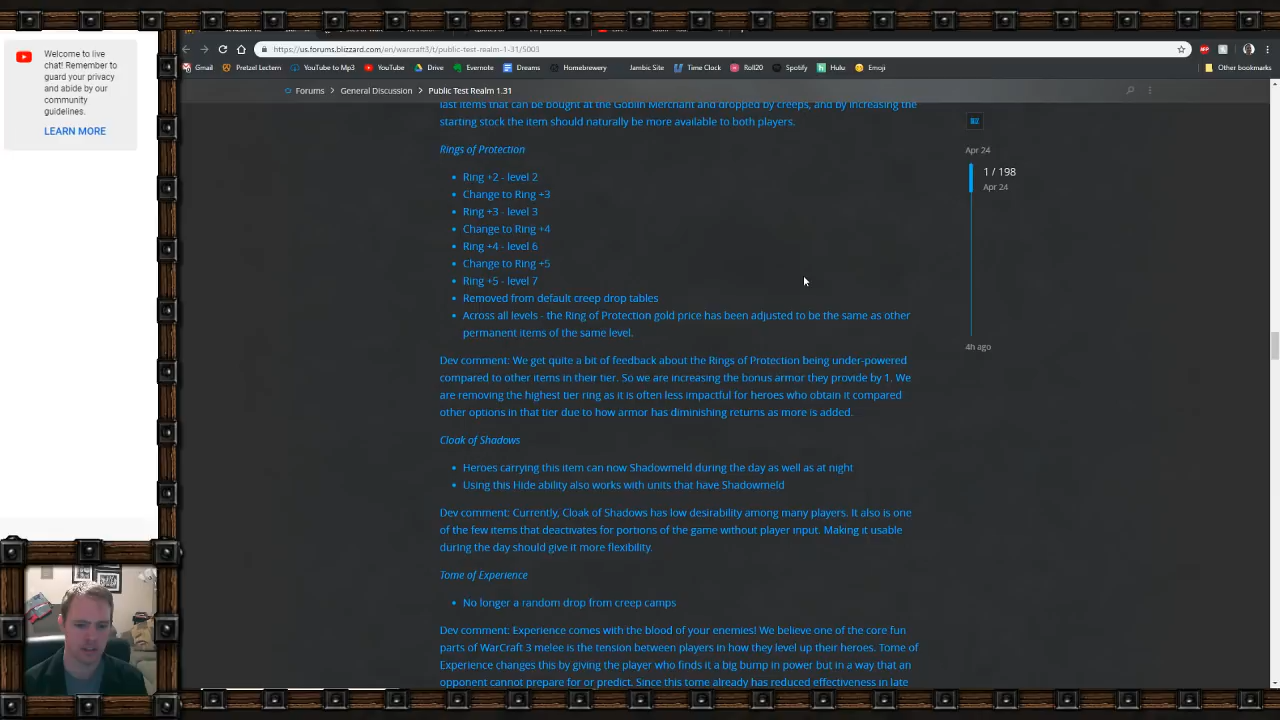 https://us.forums.blizzard.com/en/warcraft3/t/public-test-realm-1-31/5003
Gmail
Pretzel Lectern
YouTube to Mp3
YouTube
Drive
Evernote
Dreams
Homebrewery
Jambic Site
Time Clock
Roll20
Spotify
Hulu
Emoji
Other bookmarks
Welcome to live
chat! Remember to
guard your privacy
and abide by our
community
guidelines.
LEARN MORE
Forums
General Discussion
Public Test Realm 1.31
last items that can be bought at the Goblin Merchant and dropped by creeps, and by increasing the
starting stock the item should naturally be more available to both players.
Rings of Protection
Ring +2 - level 2
Change to Ring +3
Ring +3 - level 3
Change to Ring +4
Ring +4 - level 6
Change to Ring +5
Ring +5 - level 7
Removed from default creep drop tables
Across all levels - the Ring of Protection gold price has been adjusted to be the same as other
permanent items of the same level.
Dev comment: We get quite a bit of feedback about the Rings of Protection being under-powered
compared to other items in their tier. So we are increasing the bonus armor they provide by 1. We
are removing the highest tier ring as it is often less impactful for heroes who obtain it compared
other options in that tier due to how armor has diminishing returns as more is added.
Cloak of Shadows
Heroes carrying this item can now Shadowmeld during the day as well as at night
Using this Hide ability also works with units that have Shadowmeld
Dev comment: Currently, Cloak of Shadows has low desirability among many players. It also is one
of the few items that deactivates for portions of the game without player input. Making it usable
during the day should give it more flexibility.
Tome of Experience
No longer a random drop from creep camps
Dev comment: Experience comes with the blood of your enemies! We believe one of the core fun
parts of WarCraft 3 melee is the tension between players in how they level up their heroes. Tome of
Experience changes this by giving the player who finds it a big bump in power but in a way that an
opponent cannot prepare for or predict. Since this tome already has reduced effectiveness in late
Apr 24
1 / 198
Apr 24
4h ago